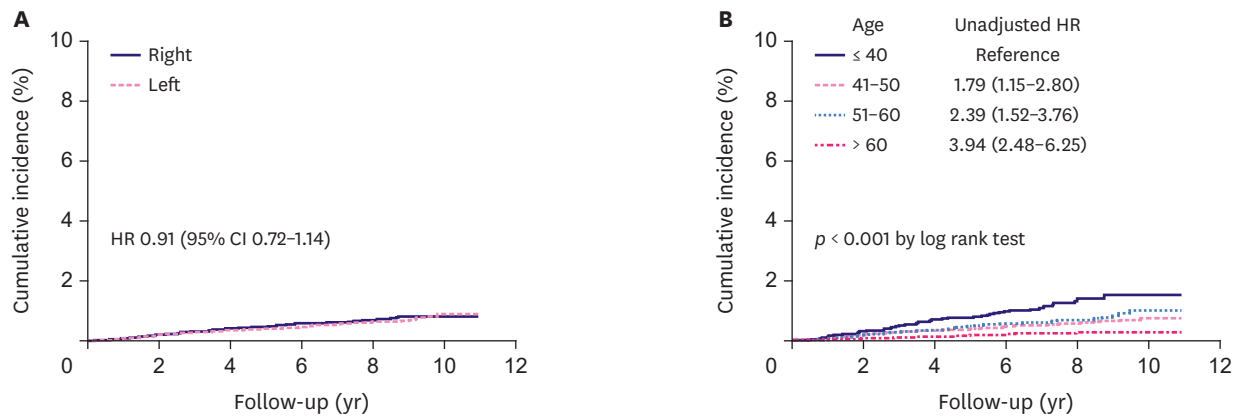 A
10
8
6
4
2
0
2
4
6
8
10
12
Cumulative incidence (%)
Follow-up (yr)
Right
Left
HR 0.91 (95% CI 0.72–1.14)
B
10
8
6
4
2
0
2
4
6
8
10
12
Cumulative incidence (%)
Follow-up (yr)
Age Unadjusted HR
≤ 40 Reference
41–50 1.79 (1.15–2.80)
51–60 2.39 (1.52–3.76)
> 60 3.94 (2.48–6.25)
p < 0.001 by log rank test